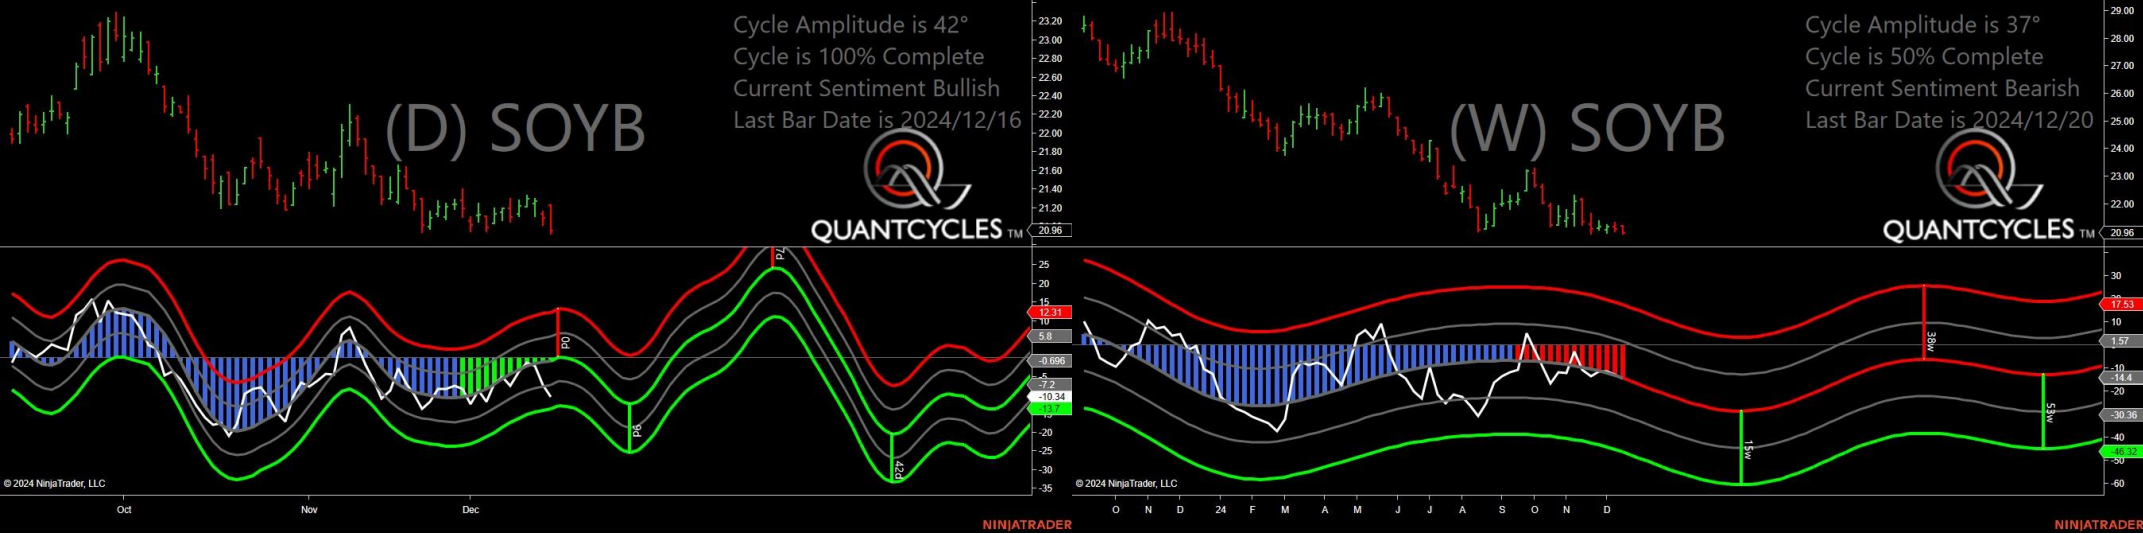 Cycle Amplitude is 42°
Cycle is 100% Complete
Current Sentiment Bullish
Last Bar Date is 2024/12/16
(D) SOYB
QUANTCYCLES TM
23.20
23.00
22.80
22.60
22.40
22.20
22.00
21.80
21.60
21.40
21.20
20.96
25
20
15
12.31
10
5.8
-0.696
-5
-7.2
-10.34
-13.7
-20
-25
-30
-35
0d
9d
42d
© 2024 NinjaTrader, LLC
Oct
Nov
Dec
NINJATRADER
Cycle Amplitude is 37°
Cycle is 50% Complete
Current Sentiment Bearish
Last Bar Date is 2024/12/20
(W) SOYB
QUANTCYCLES TM
29.00
28.00
27.00
26.00
25.00
24.00
23.00
22.00
20.96
30
17.53
10
1.57
-10
-14.4
-20
-30.36
-40
-46.32
-60
15w
38w
53w
© 2024 NinjaTrader, LLC
O N D 24 F M A M J J A S O N D
NINJATRADER